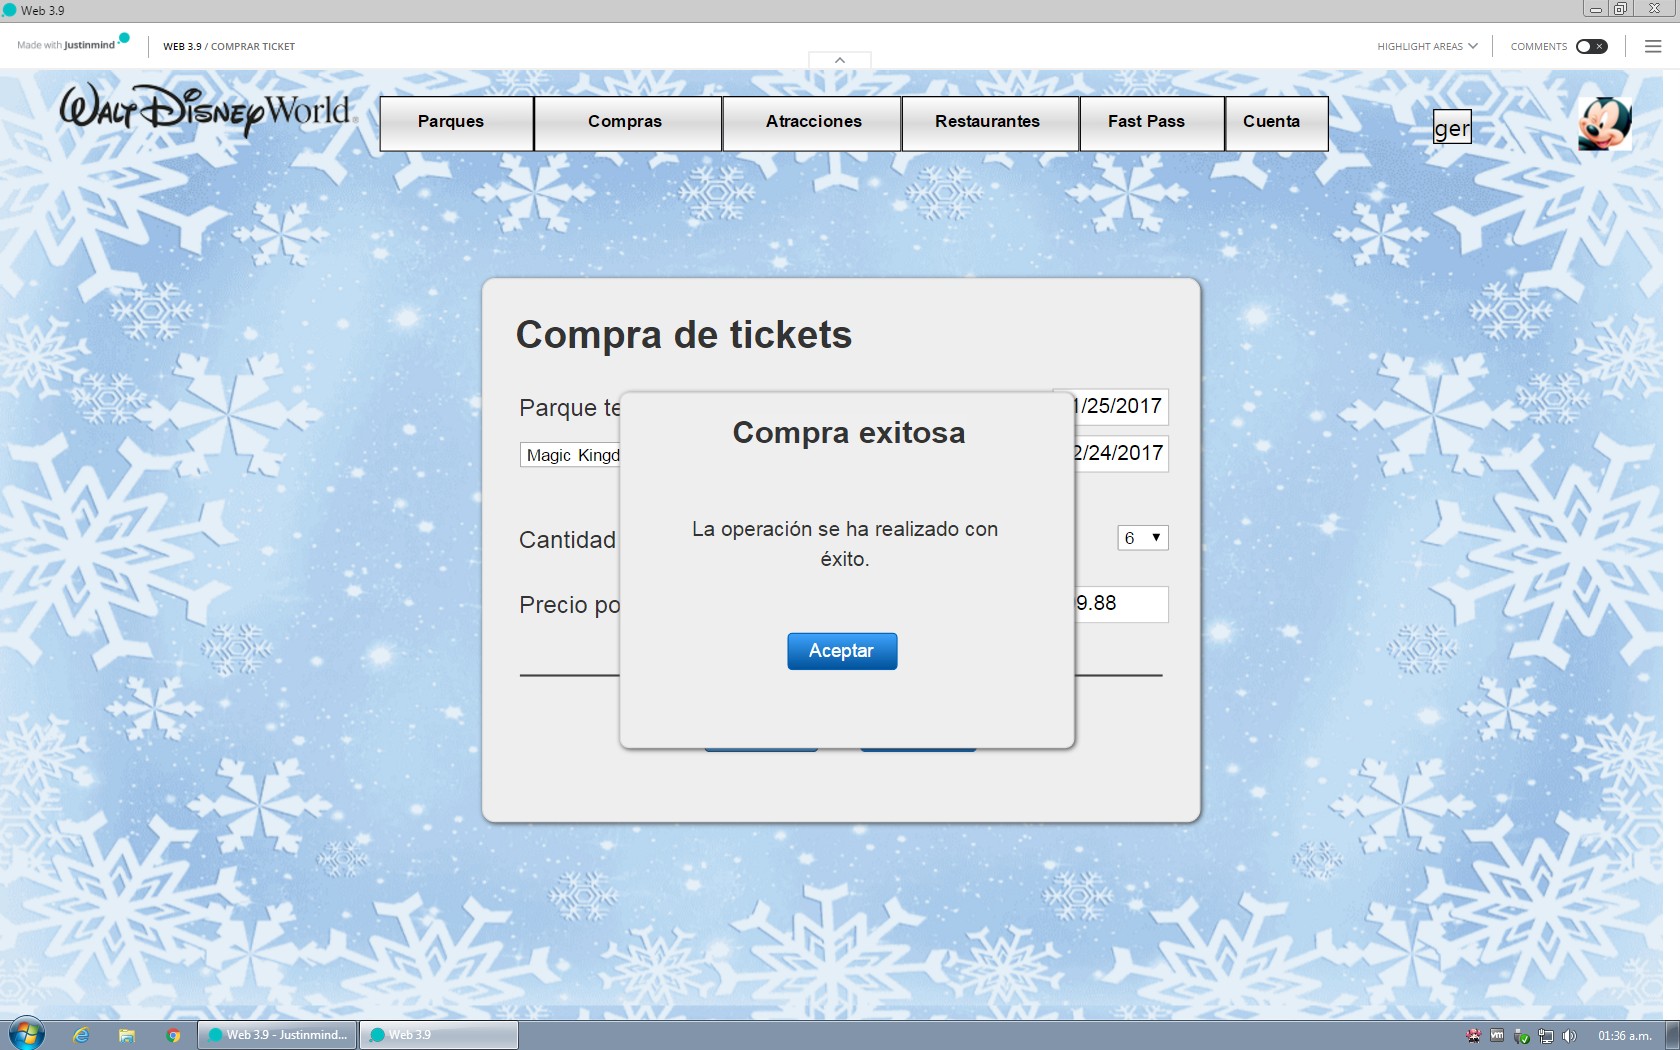 Web 3.9
Made with Justinmind
WEB 3.9 / COMPRAR TICKET
HIGHLIGHT AREAS
COMMENTS
WALT DISNEY World
Parques
Compras
Atracciones
Restaurantes
Fast Pass
Cuenta
ger
Compra de tickets
Parque te
1/25/2017
Compra exitosa
Magic Kingd
2/24/2017
La operación se ha realizado con
éxito.
Cantidad
6
Precio po
9.88
Aceptar
Web 3.9 - Justinmind...
Web 3.9
01:36 a.m.